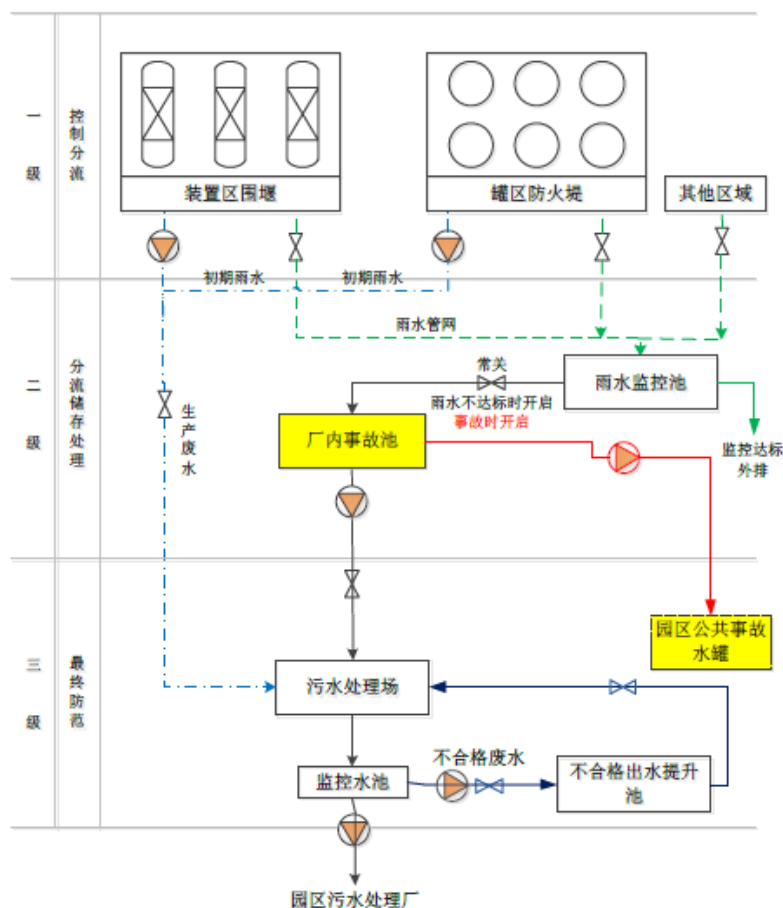 一级
控制分流
装置区围堰
罐区防火堤
其他区域
初期雨水
初期雨水
雨水管网
二级
分流储存处理
生产废水
常关
雨水不达标时开启
事故时开启
雨水监控池
厂内事故池
监控达标
外排
园区公共事故
水罐
三级
最终防范
污水处理场
不合格废水
监控水池
不合格出水提升
池
园区污水处理厂